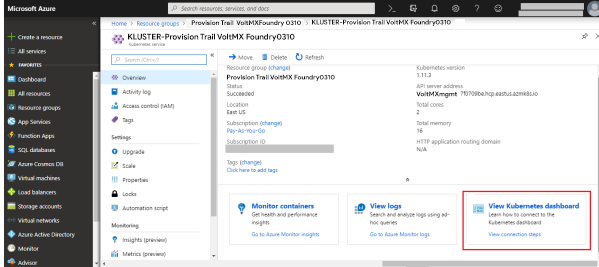 Microsoft Azure
Search resources, services, and docs
Home > Resource groups > Provision Trail VoltMXFoundry 0310 > KLUSTER-Provision Trail VoltMX Foundry0310
KLUSTER-Provision Trail VoltMX Foundry0310
Kubernetes service
Create a resource
All services
FAVORITES
Dashboard
All resources
Resource groups
App Services
Function Apps
SQL databases
Azure Cosmos DB
Virtual machines
Load balancers
Storage accounts
Virtual networks
Azure Active Directory
Monitor
Advisor
Search (Ctrl+/)
Overview
Activity log
Access control (IAM)
Tags
Settings
Upgrade
Scale
Properties
Locks
Automation script
Monitoring
Insights (preview)
Metrics (preview)
Move Delete Refresh
Resource group (change)
Provision Trail VoltMX Foundry0310
Status
Succeeded
Location
East US
Subscription (change)
Pay-As-You-Go
Subscription ID
Tags (change)
Click here to add tags
Kubernetes version
1.11.2
API server address
VoltMXmgmt 7f0709be.hcp.eastus.azmk8s.io
Total cores
2
Total memory
16
HTTP application routing domain
N/A
Monitor containers
Get health and performance
insights
Go to Azure Monitor insights
View logs
Search and analyze logs using ad-
hoc queries
Go to Azure Monitor logs
View Kubernetes dashboard
Learn how to connect to the
Kubernetes dashboard
View connection steps